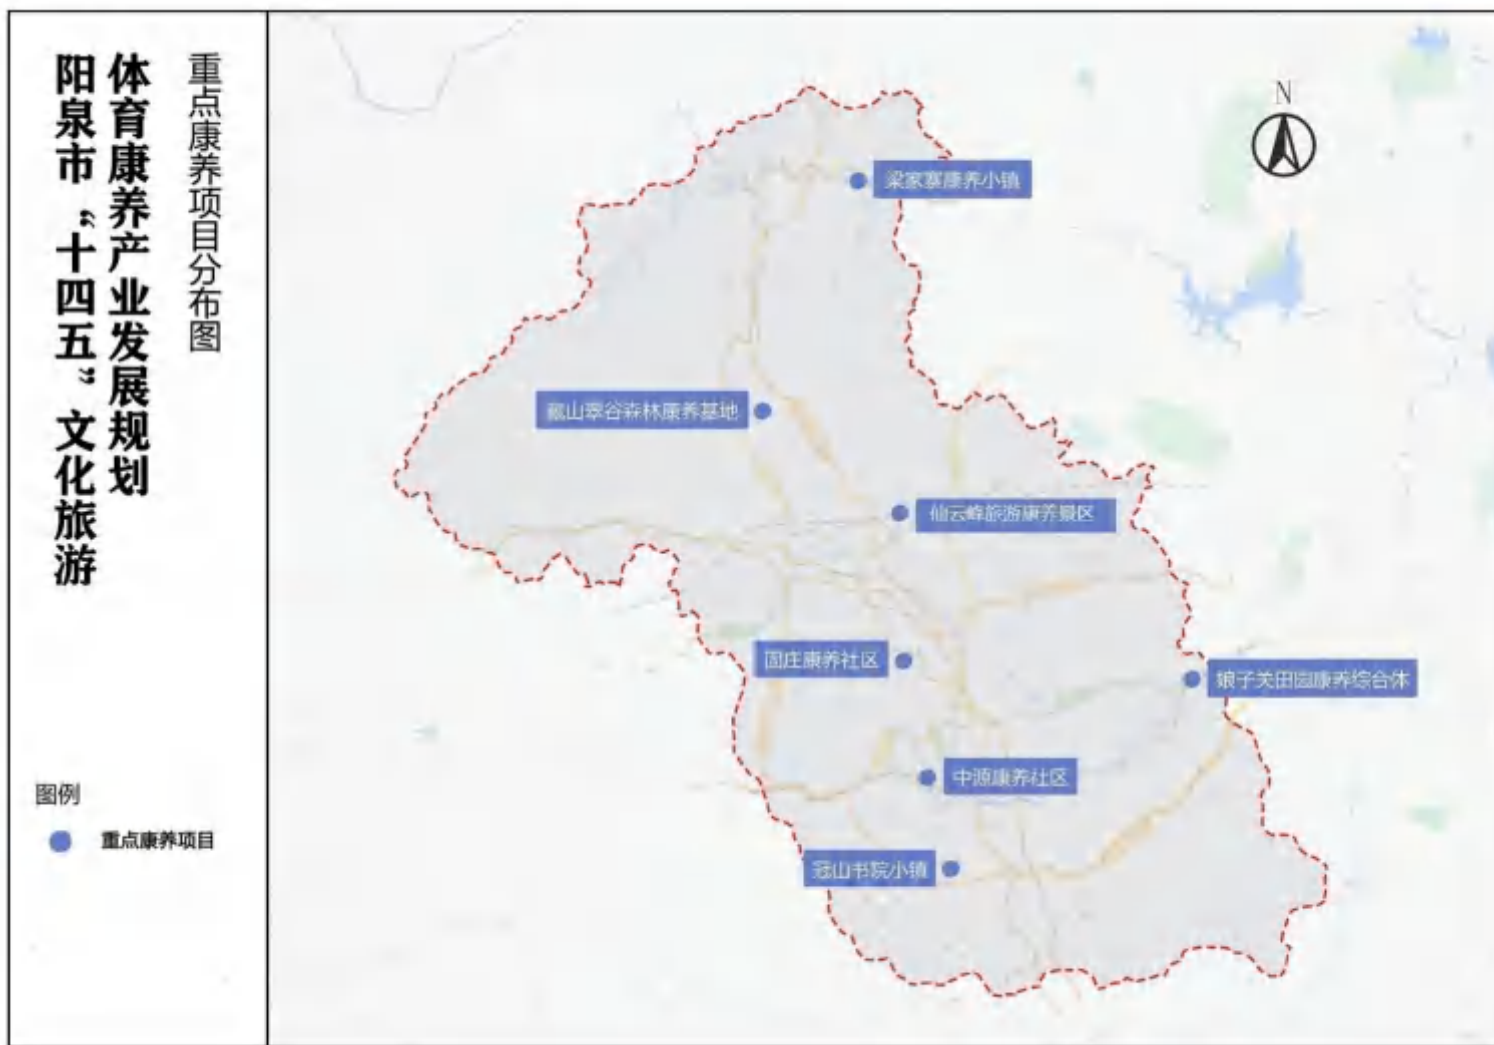 阳泉市“十四五”文化旅游
体育康养产业发展规划
重点康养项目分布图
N
梁家寨康养小镇
藏山翠谷森林康养基地
仙云峰旅游康养景区
固庄康养社区
娘子关田园康养综合体
中源康养社区
冠山书院小镇
图例
重点康养项目